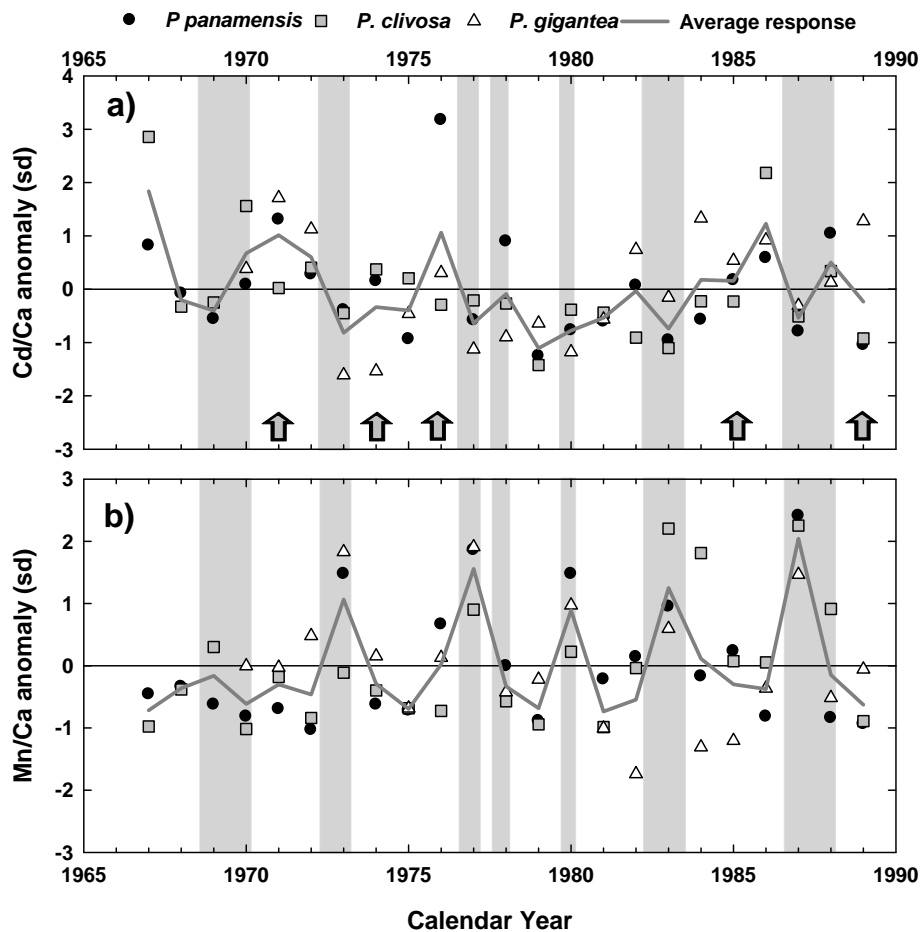 P panamensis P. clivosa P. gigantea Average response
1965 1970 1975 1980 1985 1990
a)
Cd/Ca anomaly (sd)
4
3
2
1
0
-1
-2
-3
b)
Mn/Ca anomaly (sd)
3
2
1
0
-1
-2
-3
1965 1970 1975 1980 1985 1990
Calendar Year